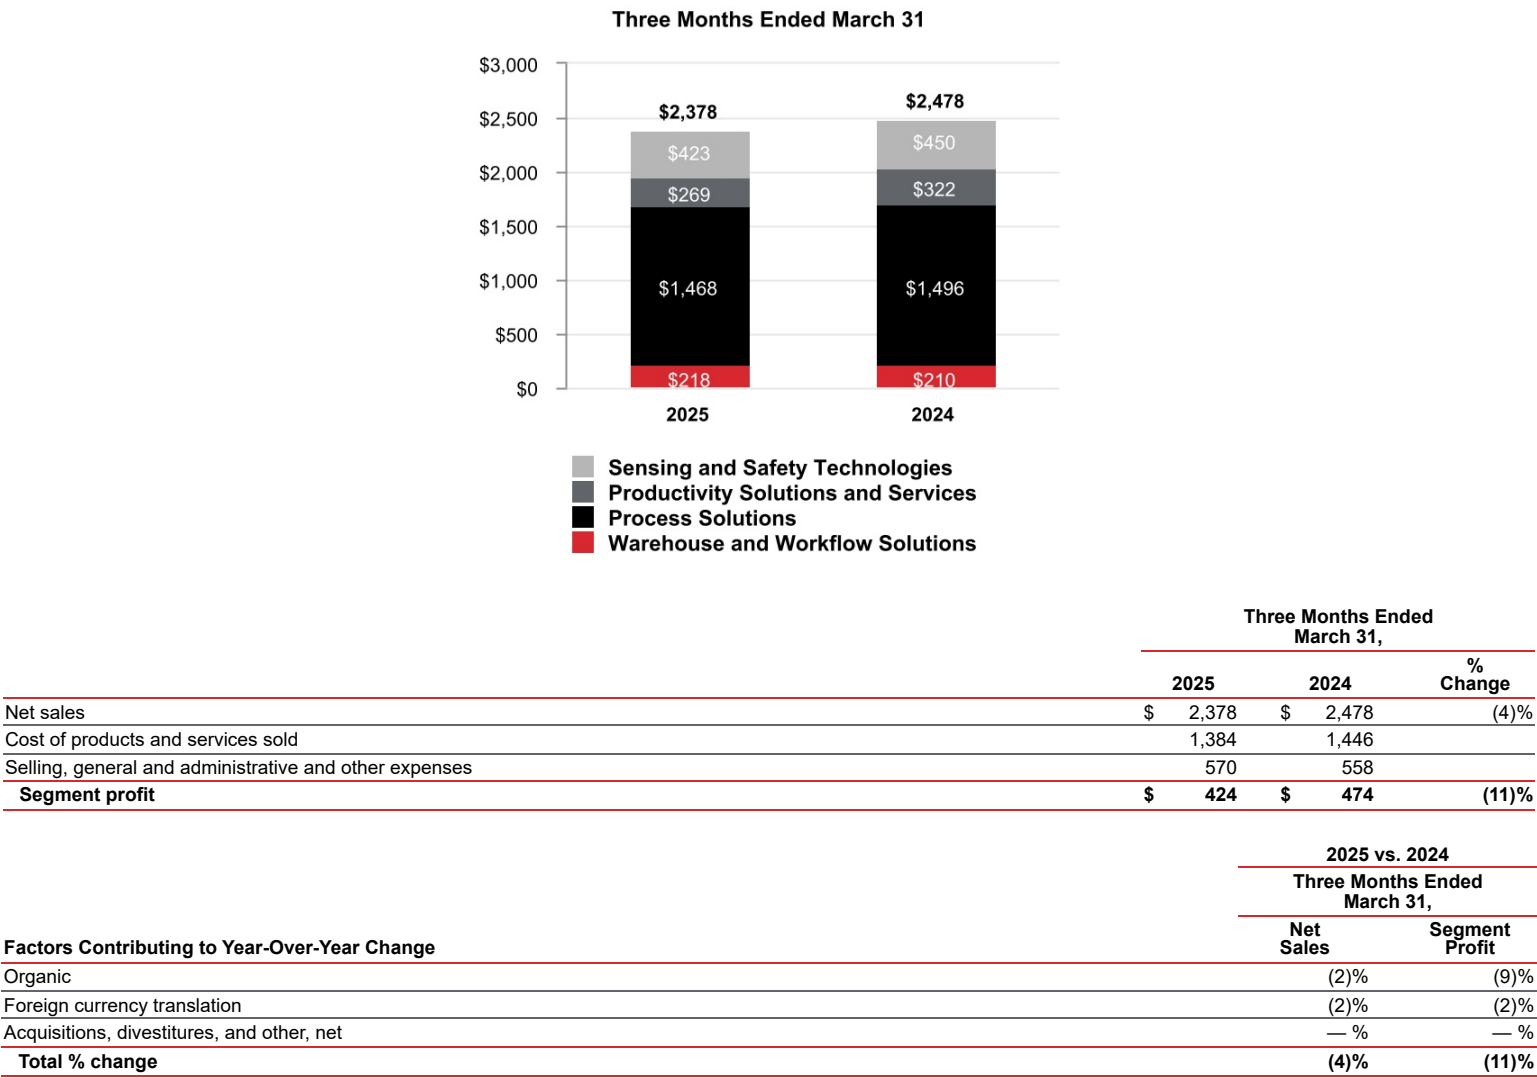 Three Months Ended March 31
$3,000
$2,500
$2,000
$1,500
$1,000
$500
$0
$2,378
$423
$269
$1,468
$218
$2,478
$450
$322
$1,496
$210
2025 2024
Sensing and Safety Technologies
Productivity Solutions and Services
Process Solutions
Warehouse and Workflow Solutions
Three Months Ended
March 31,
2025 2024 % Change
Net sales $ 2,378 $ 2,478 (4)%
Cost of products and services sold 1,384 1,446
Selling, general and administrative and other expenses 570 558
Segment profit $ 424 $ 474 (11)%
2025 vs. 2024
Three Months Ended
March 31,
Factors Contributing to Year-Over-Year Change Net Sales Segment Profit
Organic (2)% (9)%
Foreign currency translation (2)% (2)%
Acquisitions, divestitures, and other, net — % — %
Total % change (4)% (11)%